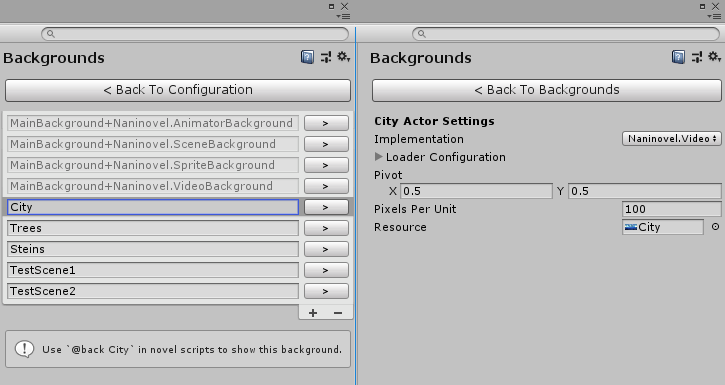 Backgrounds
< Back To Configuration
MainBackground+Naninovel.AnimatorBackground >
MainBackground+Naninovel.SceneBackground >
MainBackground+Naninovel.SpriteBackground >
MainBackground+Naninovel.VideoBackground >
City >
Trees >
Steins >
TestScene1 >
TestScene2 >
+ −
Use `@back City` in novel scripts to show this background.
Backgrounds
< Back To Backgrounds
City Actor Settings
Implementation Naninovel.Video
Loader Configuration
Pivot
X 0.5 Y 0.5
Pixels Per Unit 100
Resource City